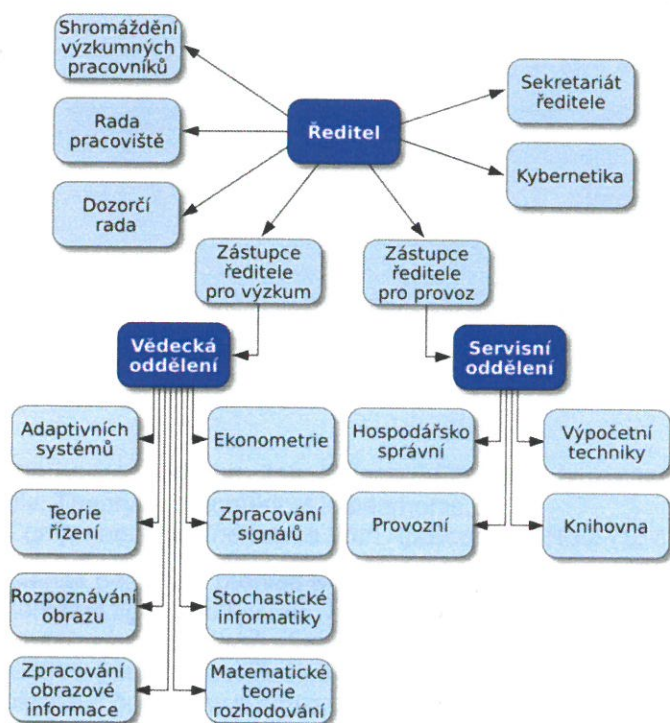 Shromáždění
výzkumných
pracovníků
Rada
pracoviště
Dozorčí
rada
Ředitel
Sekretariát
ředitele
Kybernetika
Zástupce
ředitele
pro výzkum
Zástupce
ředitele
pro provoz
Vědecká
oddělení
Servisní
oddělení
Adaptivních
systémů
Ekonometrie
Teorie
řízení
Zpracování
signálů
Rozpoznávání
obrazu
Stochastické
informatiky
Zpracování
obrazové
informace
Matematické
teorie
rozhodování
Hospodářsko
správní
Výpočetní
techniky
Provozní
Knihovna